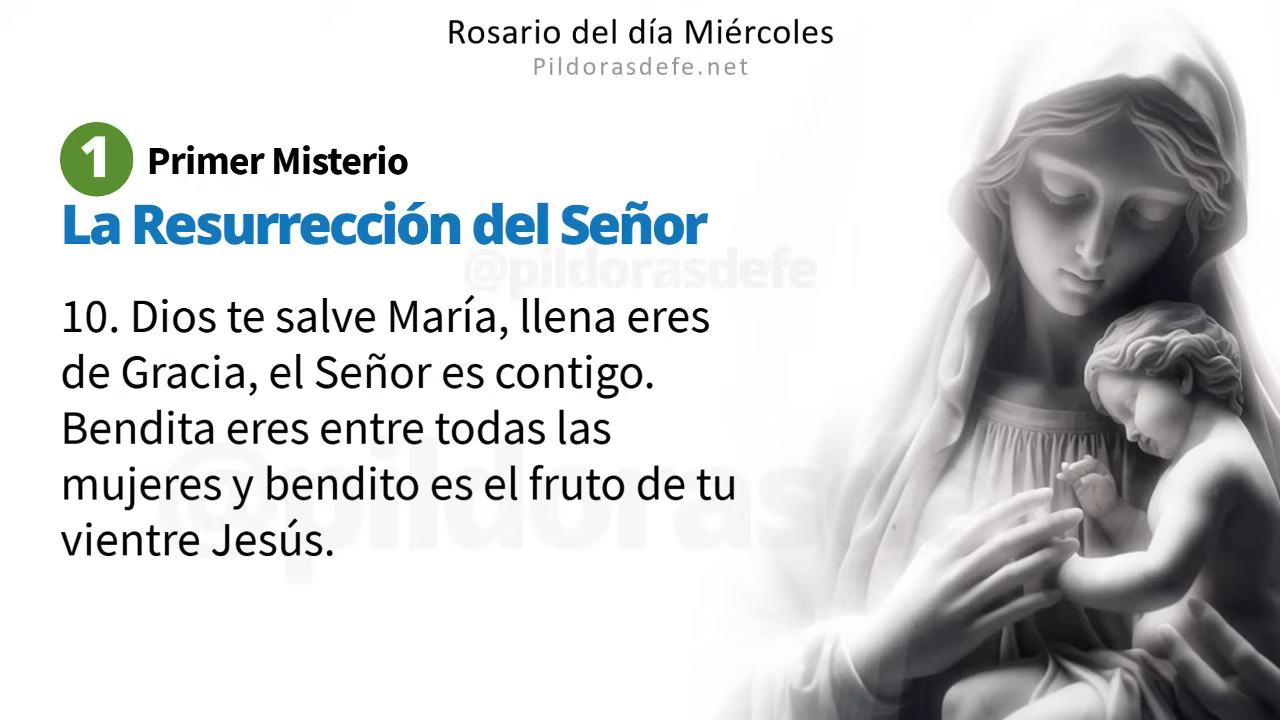 Rosario del día Miércoles
Pildorasdefe.net
1 Primer Misterio
La Resurrección del Señor
@pildorasdefe
10. Dios te salve María, llena eres
de Gracia, el Señor es contigo.
Bendita eres entre todas las
mujeres y bendito es el fruto de tu
vientre Jesús.